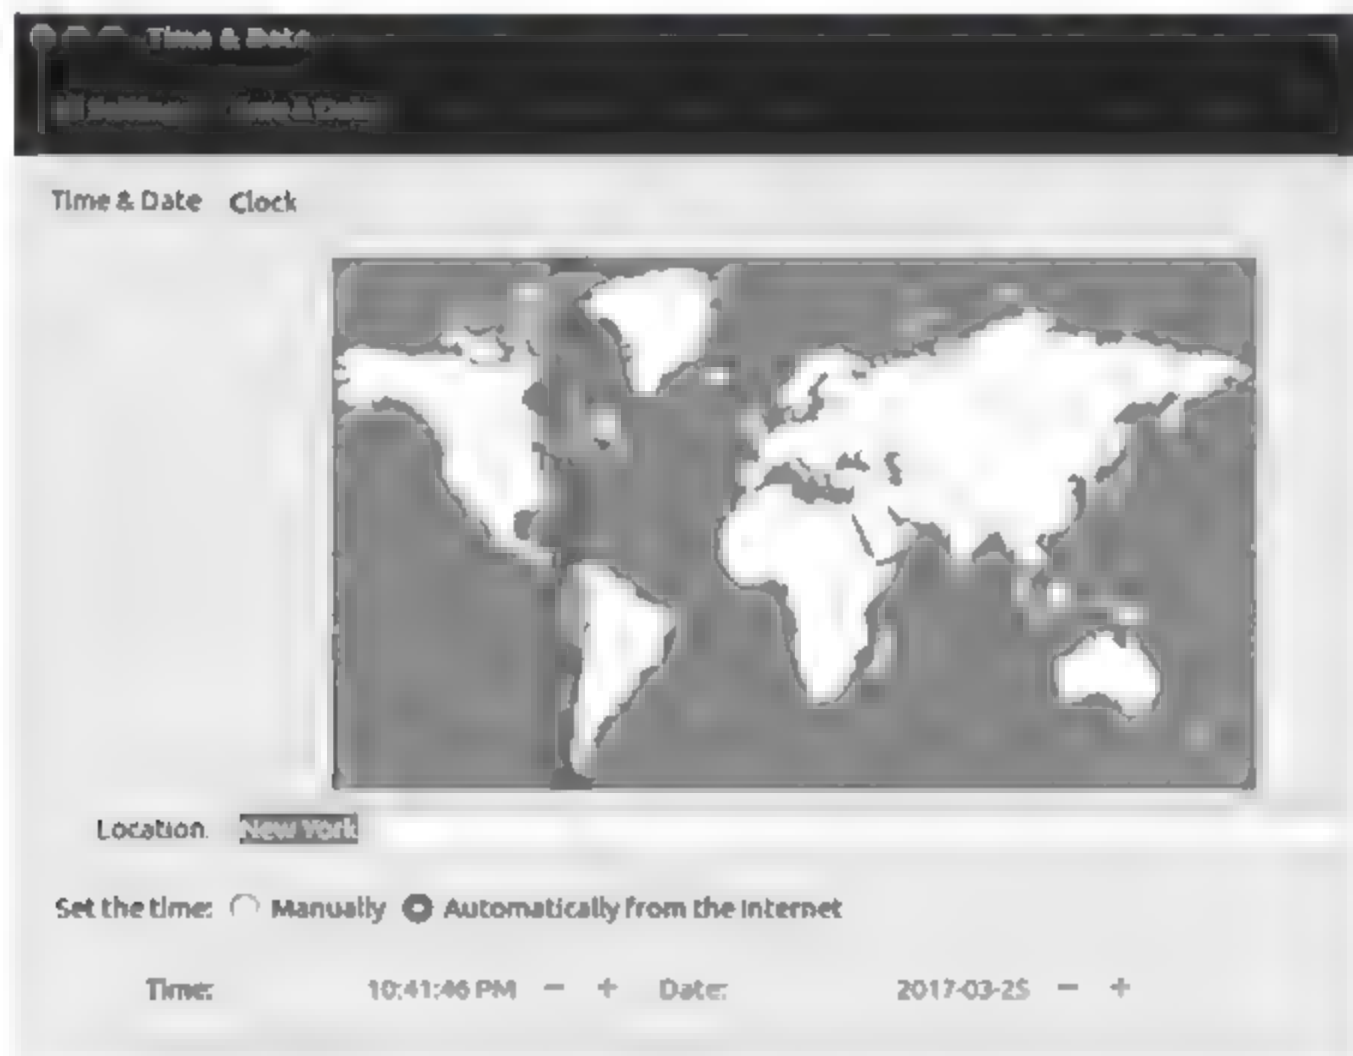 Time & Date
Time & Date Clock
Location: New York
Set the time: Manually Automatically from the Internet
Time: 10:41:46 PM − + Date: 2017-03-25 − +